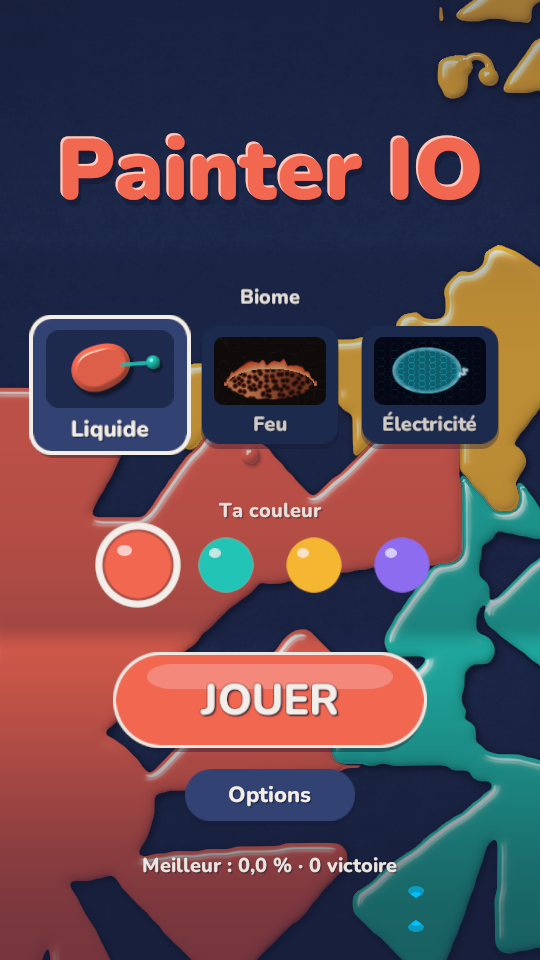 Painter IO
Biome
Liquide
Feu
Électricité
Ta couleur
JOUER
Options
Meilleur : 0,0 % · 0 victoire